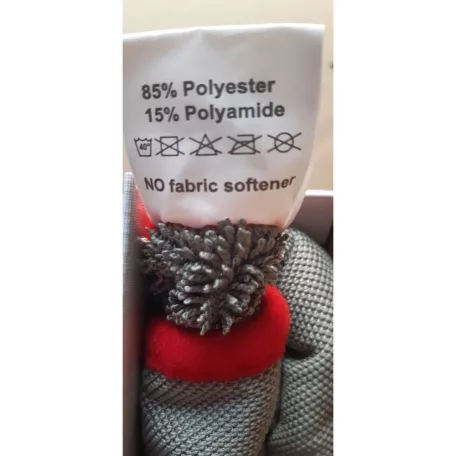 85% Polyester
15% Polyamide
40°
NO fabric softener